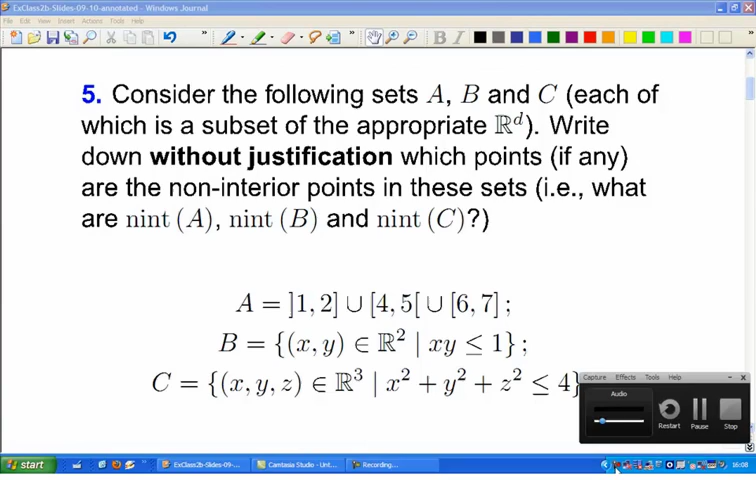 ExClass2b-Slides-09-10-annotated - Windows Journal
File Edit View Insert Actions Tools Help
B I
5. Consider the following sets A, B and C (each of
which is a subset of the appropriate ℝᵈ). Write
down without justification which points (if any)
are the non-interior points in these sets (i.e., what
are nint (A), nint (B) and nint (C)?)
A = ]1, 2] ∪ [4, 5[ ∪ [6, 7] ;
B = {(x, y) ∈ ℝ² | xy ≤ 1} ;
C = {(x, y, z) ∈ ℝ³ | x² + y² + z² ≤ 4}
Capture Effects Tools Help
Audio
Restart Pause Stop
start ExClass2b-Slides-09-... Camtasia Studio - Unt... Recording... 16:08